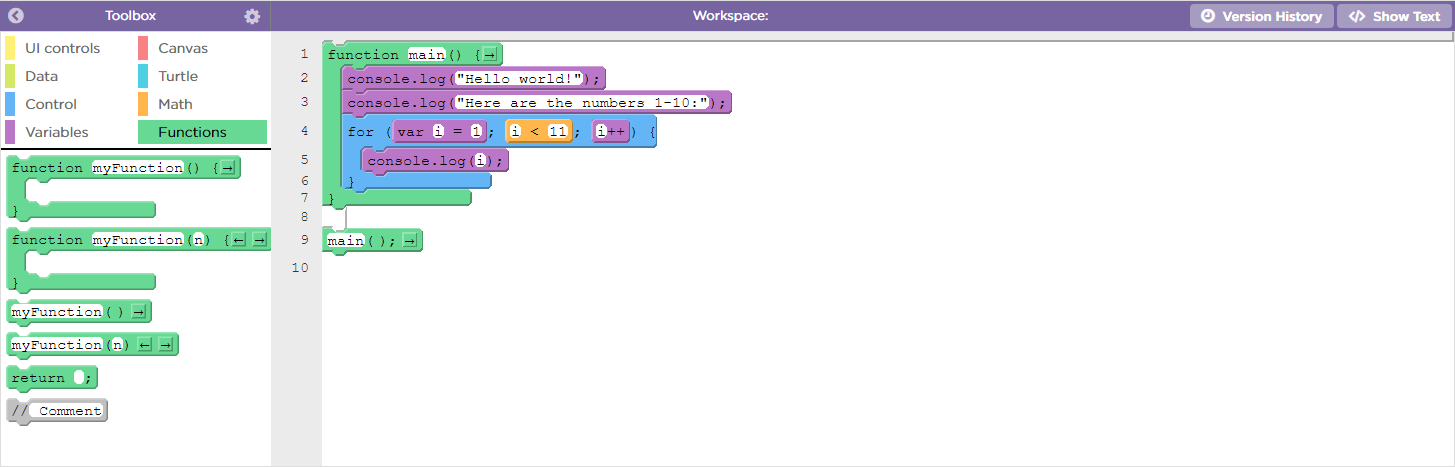 Toolbox
Workspace:
Version History
</> Show Text
UI controls
Canvas
Data
Turtle
Control
Math
Variables
Functions
function myFunction() {→
}
function myFunction(n) {← →
}
myFunction() →
myFunction(n) ← →
return ;
// Comment
1 function main() {→
2 console.log("Hello world!");
3 console.log("Here are the numbers 1-10:");
4 for (var i = 1; i < 11; i++) {
5 console.log(i);
6 }
7 }
8
9 main(); →
10